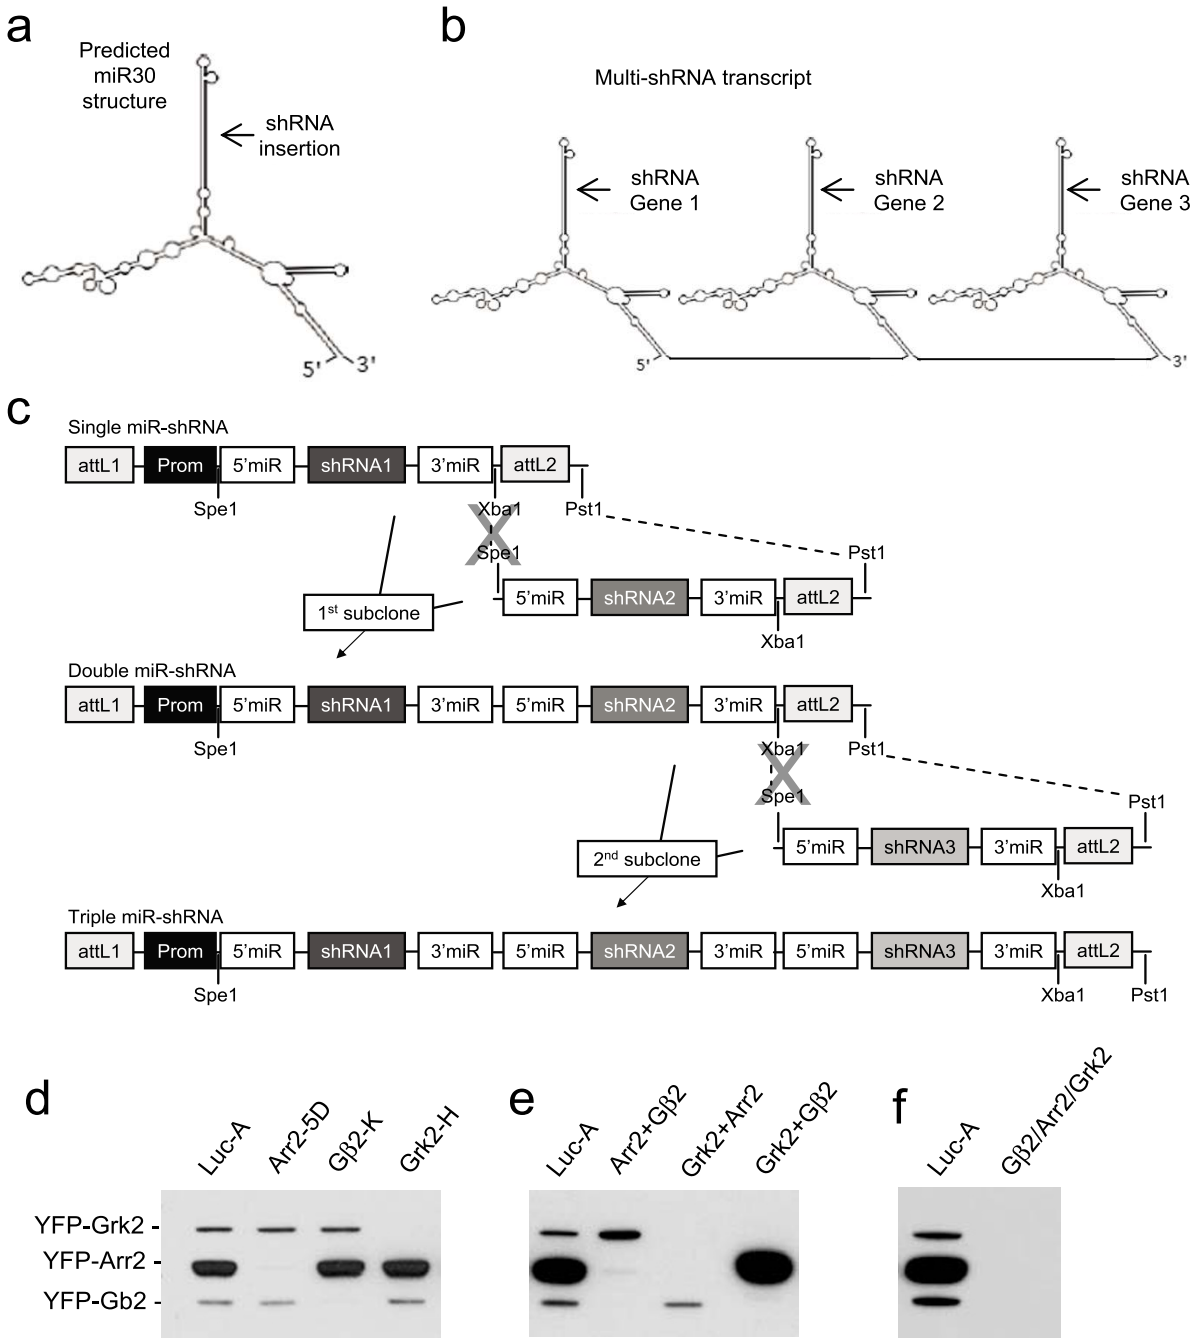 a
Predicted
miR30
structure
shRNA
insertion
5'
3'
b
Multi-shRNA transcript
shRNA
Gene 1
shRNA
Gene 2
shRNA
Gene 3
5'
3'
c
Single miR-shRNA
attL1 Prom 5'miR shRNA1 3'miR attL2
Spe1 Xba1 Pst1
Spe1 Pst1
5'miR shRNA2 3'miR attL2
1st subclone
Xba1
Double miR-shRNA
attL1 Prom 5'miR shRNA1 3'miR 5'miR shRNA2 3'miR attL2
Spe1 Xba1 Pst1
Spe1 Pst1
5'miR shRNA3 3'miR attL2
2nd subclone
Xba1
Triple miR-shRNA
attL1 Prom 5'miR shRNA1 3'miR 5'miR shRNA2 3'miR 5'miR shRNA3 3'miR attL2
Spe1 Xba1 Pst1
d
Luc-A
Arr2-5D
Gβ2-K
Grk2-H
YFP-Grk2 -
YFP-Arr2 -
YFP-Gb2 -
e
Luc-A
Arr2+Gβ2
Grk2+Arr2
Grk2+Gβ2
f
Luc-A
Gβ2/Arr2/Grk2